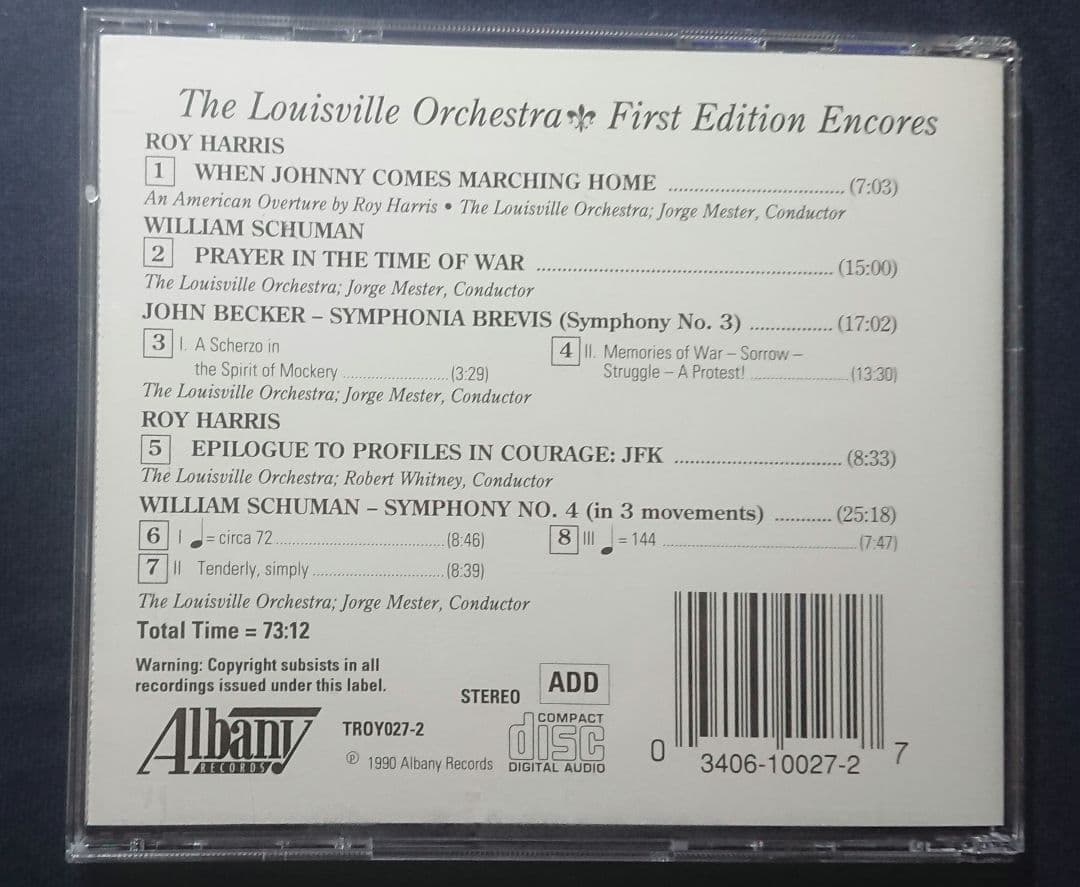 The Louisville Orchestra⚜ First Edition Encores
ROY HARRIS
1 WHEN JOHNNY COMES MARCHING HOME ................................. (7:03)
An American Overture by Roy Harris • The Louisville Orchestra; Jorge Mester, Conductor
WILLIAM SCHUMAN
2 PRAYER IN THE TIME OF WAR ........................................................ (15:00)
The Louisville Orchestra; Jorge Mester, Conductor
JOHN BECKER – SYMPHONIA BREVIS (Symphony No. 3) ................ (17:02)
3 I. A Scherzo in
the Spirit of Mockery .......................... (3:29)
4 II. Memories of War – Sorrow –
Struggle – A Protest! ........................ (13:30)
The Louisville Orchestra; Jorge Mester, Conductor
ROY HARRIS
5 EPILOGUE TO PROFILES IN COURAGE: JFK ................................ (8:33)
The Louisville Orchestra; Robert Whitney, Conductor
WILLIAM SCHUMAN – SYMPHONY NO. 4 (in 3 movements) ........... (25:18)
6 I ♩= circa 72 .......................................... (8:46)
7 II Tenderly, simply ................................ (8:39)
8 III ♩ = 144 ................................................ (7:47)
The Louisville Orchestra; Jorge Mester, Conductor
Total Time = 73:12
Warning: Copyright subsists in all
recordings issued under this label.
STEREO
ADD
Albany
RECORDS
TROY027-2
℗ 1990 Albany Records
COMPACT
disc
DIGITAL AUDIO
0 3406-10027-2 7